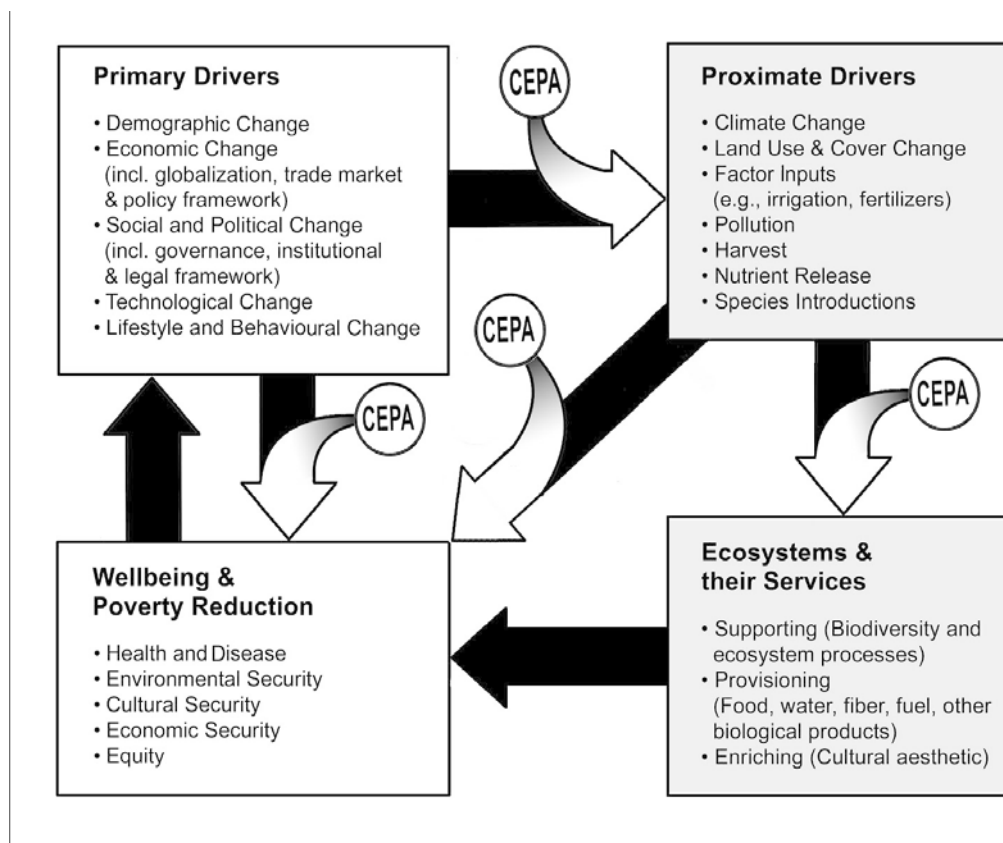 CEPA
Primary Drivers
• Demographic Change
• Economic Change
(incl. globalization, trade market
& policy framework)
• Social and Political Change
(incl. governance, institutional
& legal framework)
• Technological Change
• Lifestyle and Behavioural Change
Proximate Drivers
• Climate Change
• Land Use & Cover Change
• Factor Inputs
(e.g., irrigation, fertilizers)
• Pollution
• Harvest
• Nutrient Release
• Species Introductions
CEPA
CEPA
CEPA
Wellbeing &
Poverty Reduction
• Health and Disease
• Environmental Security
• Cultural Security
• Economic Security
• Equity
Ecosystems &
their Services
• Supporting (Biodiversity and
ecosystem processes)
• Provisioning
(Food, water, fiber, fuel, other
biological products)
• Enriching (Cultural aesthetic)